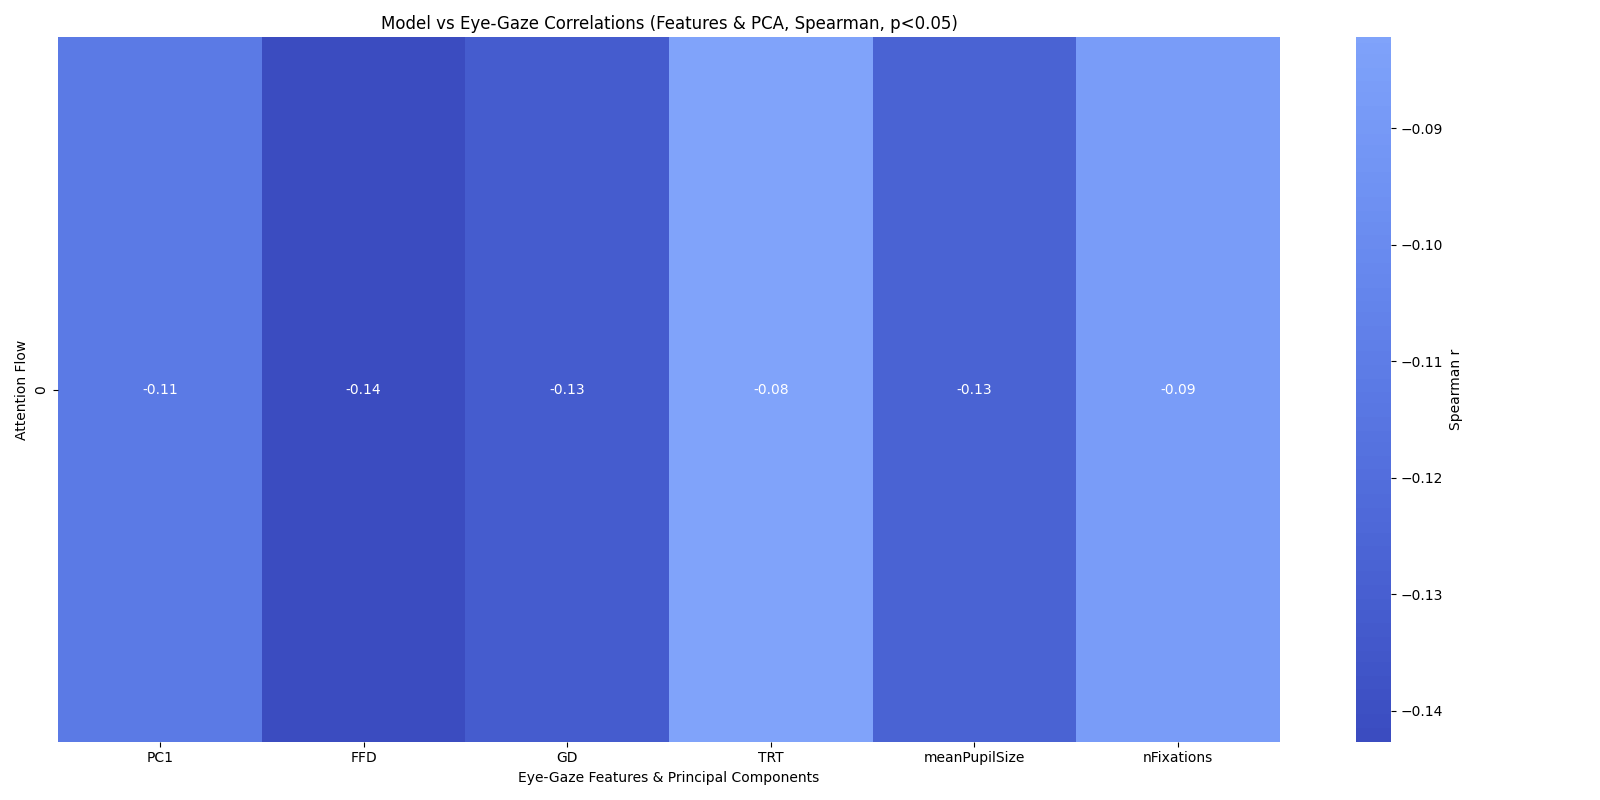 Model vs Eye-Gaze Correlations (Features & PCA, Spearman, p<0.05)
Attention Flow
0
-0.11 -0.14 -0.13 -0.08 -0.13 -0.09
PC1 FFD GD TRT meanPupilSize nFixations
Eye-Gaze Features & Principal Components
−0.09
−0.10
−0.11
−0.12
−0.13
−0.14
Spearman r